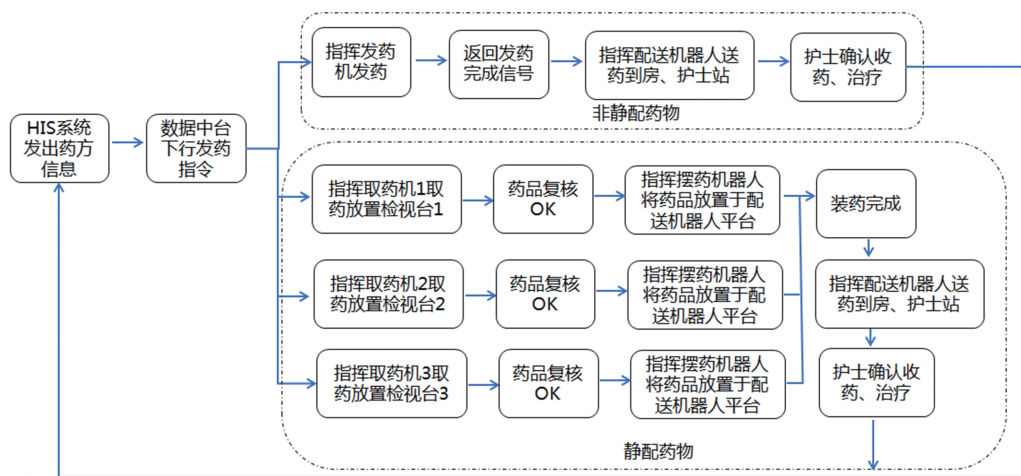 HIS系统
发出药方
信息
数据中台
下行发药
指令
指挥发药
机发药
返回发药
完成信号
指挥配送机器人送
药到房、护士站
护士确认收
药、治疗
非静配药物
指挥取药机1取
药放置检视台1
药品复核
OK
指挥摆药机器人
将药品放置于配
送机器人平台
装药完成
指挥取药机2取
药放置检视台2
药品复核
OK
指挥摆药机器人
将药品放置于配
送机器人平台
指挥配送机器人送
药到房、护士站
指挥取药机3取
药放置检视台3
药品复核
OK
指挥摆药机器人
将药品放置于配
送机器人平台
护士确认收
药、治疗
静配药物